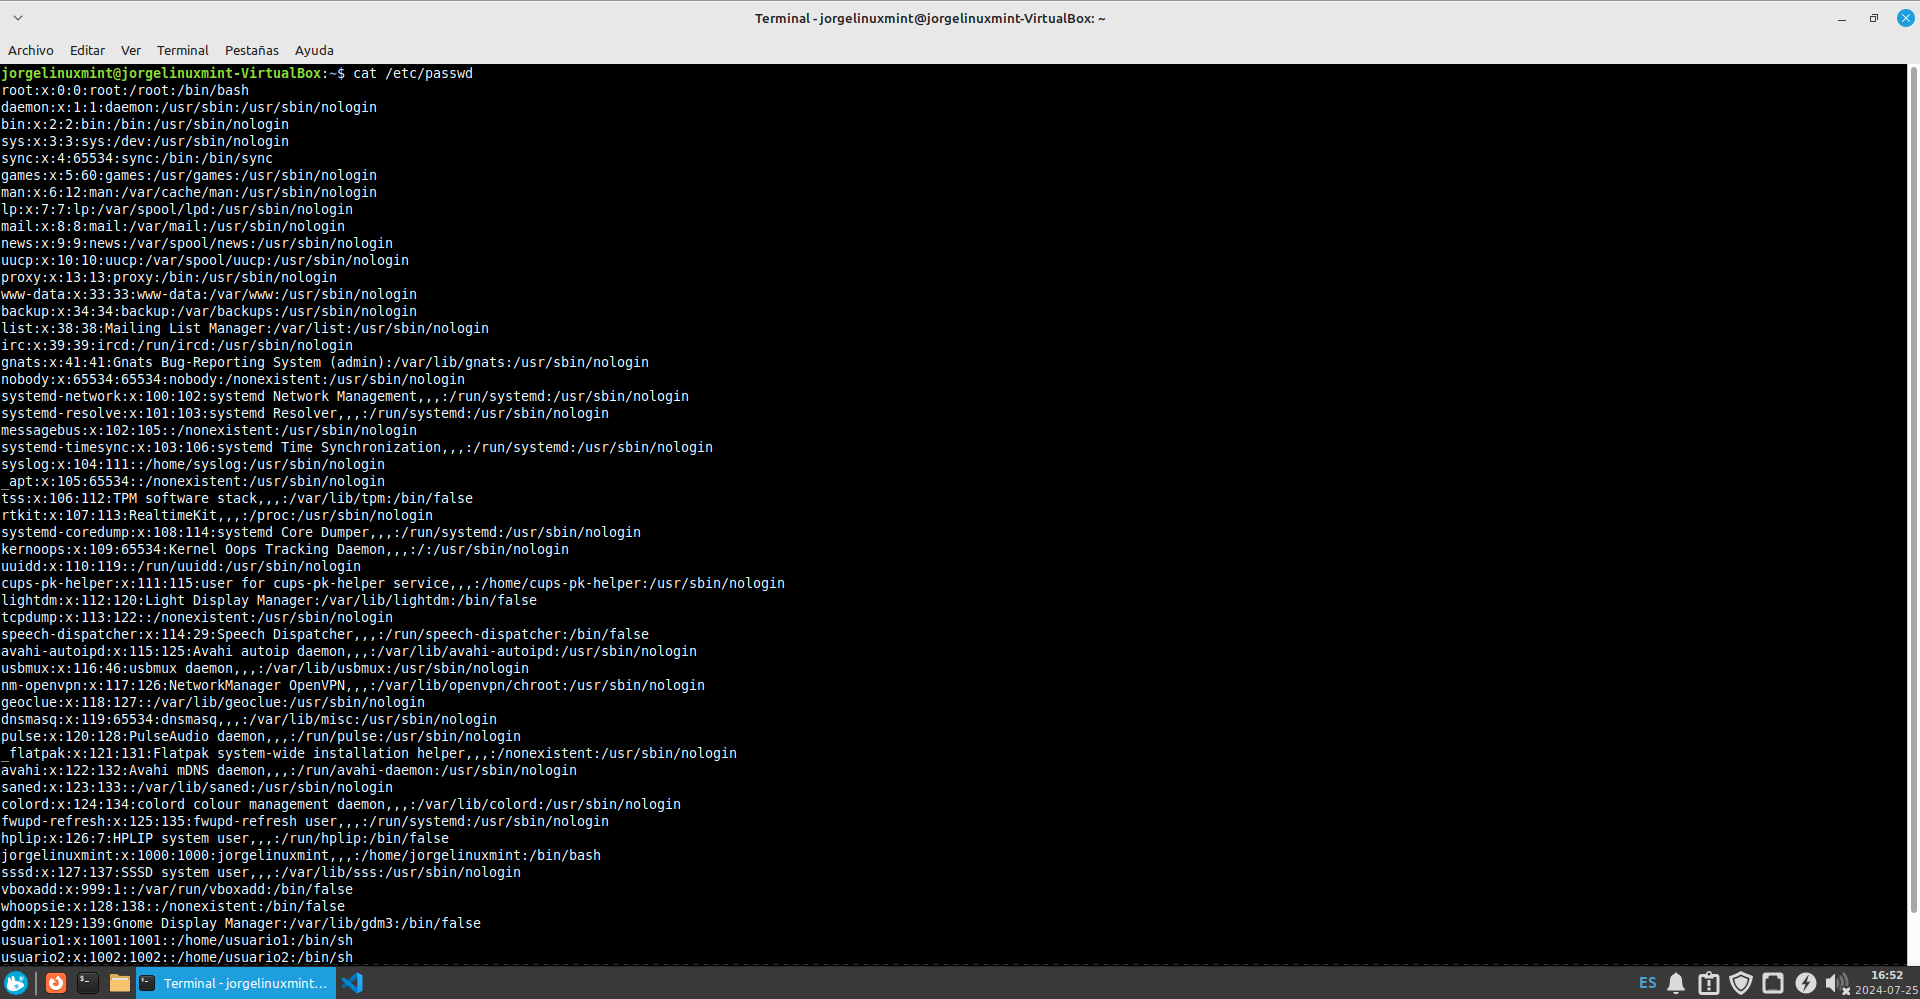 Terminal - jorgelinuxmint@jorgelinuxmint-VirtualBox: ~
Archivo Editar Ver Terminal Pestañas Ayuda
jorgelinuxmint@jorgelinuxmint-VirtualBox:~$ cat /etc/passwd
root:x:0:0:root:/root:/bin/bash
daemon:x:1:1:daemon:/usr/sbin:/usr/sbin/nologin
bin:x:2:2:bin:/bin:/usr/sbin/nologin
sys:x:3:3:sys:/dev:/usr/sbin/nologin
sync:x:4:65534:sync:/bin:/bin/sync
games:x:5:60:games:/usr/games:/usr/sbin/nologin
man:x:6:12:man:/var/cache/man:/usr/sbin/nologin
lp:x:7:7:lp:/var/spool/lpd:/usr/sbin/nologin
mail:x:8:8:mail:/var/mail:/usr/sbin/nologin
news:x:9:9:news:/var/spool/news:/usr/sbin/nologin
uucp:x:10:10:uucp:/var/spool/uucp:/usr/sbin/nologin
proxy:x:13:13:proxy:/bin:/usr/sbin/nologin
www-data:x:33:33:www-data:/var/www:/usr/sbin/nologin
backup:x:34:34:backup:/var/backups:/usr/sbin/nologin
list:x:38:38:Mailing List Manager:/var/list:/usr/sbin/nologin
irc:x:39:39:ircd:/run/ircd:/usr/sbin/nologin
gnats:x:41:41:Gnats Bug-Reporting System (admin):/var/lib/gnats:/usr/sbin/nologin
nobody:x:65534:65534:nobody:/nonexistent:/usr/sbin/nologin
systemd-network:x:100:102:systemd Network Management,,,:/run/systemd:/usr/sbin/nologin
systemd-resolve:x:101:103:systemd Resolver,,,:/run/systemd:/usr/sbin/nologin
messagebus:x:102:105::/nonexistent:/usr/sbin/nologin
systemd-timesync:x:103:106:systemd Time Synchronization,,,:/run/systemd:/usr/sbin/nologin
syslog:x:104:111::/home/syslog:/usr/sbin/nologin
_apt:x:105:65534::/nonexistent:/usr/sbin/nologin
tss:x:106:112:TPM software stack,,,:/var/lib/tpm:/bin/false
rtkit:x:107:113:RealtimeKit,,,:/proc:/usr/sbin/nologin
systemd-coredump:x:108:114:systemd Core Dumper,,,:/run/systemd:/usr/sbin/nologin
kernoops:x:109:65534:Kernel Oops Tracking Daemon,,,:/:/usr/sbin/nologin
uuidd:x:110:119::/run/uuidd:/usr/sbin/nologin
cups-pk-helper:x:111:115:user for cups-pk-helper service,,,:/home/cups-pk-helper:/usr/sbin/nologin
lightdm:x:112:120:Light Display Manager:/var/lib/lightdm:/bin/false
tcpdump:x:113:122::/nonexistent:/usr/sbin/nologin
speech-dispatcher:x:114:29:Speech Dispatcher,,,:/run/speech-dispatcher:/bin/false
avahi-autoipd:x:115:125:Avahi autoip daemon,,,:/var/lib/avahi-autoipd:/usr/sbin/nologin
usbmux:x:116:46:usbmux daemon,,,:/var/lib/usbmux:/usr/sbin/nologin
nm-openvpn:x:117:126:NetworkManager OpenVPN,,,:/var/lib/openvpn/chroot:/usr/sbin/nologin
geoclue:x:118:127::/var/lib/geoclue:/usr/sbin/nologin
dnsmasq:x:119:65534:dnsmasq,,,:/var/lib/misc:/usr/sbin/nologin
pulse:x:120:128:PulseAudio daemon,,,:/run/pulse:/usr/sbin/nologin
_flatpak:x:121:131:Flatpak system-wide installation helper,,,:/nonexistent:/usr/sbin/nologin
avahi:x:122:132:Avahi mDNS daemon,,,:/run/avahi-daemon:/usr/sbin/nologin
saned:x:123:133::/var/lib/saned:/usr/sbin/nologin
colord:x:124:134:colord colour management daemon,,,:/var/lib/colord:/usr/sbin/nologin
fwupd-refresh:x:125:135:fwupd-refresh user,,,:/run/systemd:/usr/sbin/nologin
hplip:x:126:7:HPLIP system user,,,:/run/hplip:/bin/false
jorgelinuxmint:x:1000:1000:jorgelinuxmint,,,:/home/jorgelinuxmint:/bin/bash
sssd:x:127:137:SSSD system user,,,:/var/lib/sss:/usr/sbin/nologin
vboxadd:x:999:1::/var/run/vboxadd:/bin/false
whoopsie:x:128:138::/nonexistent:/bin/false
gdm:x:129:139:Gnome Display Manager:/var/lib/gdm3:/bin/false
usuario1:x:1001:1001::/home/usuario1:/bin/sh
usuario2:x:1002:1002::/home/usuario2:/bin/sh
Terminal - jorgelinuxmint... ES 16:52
2024-07-25